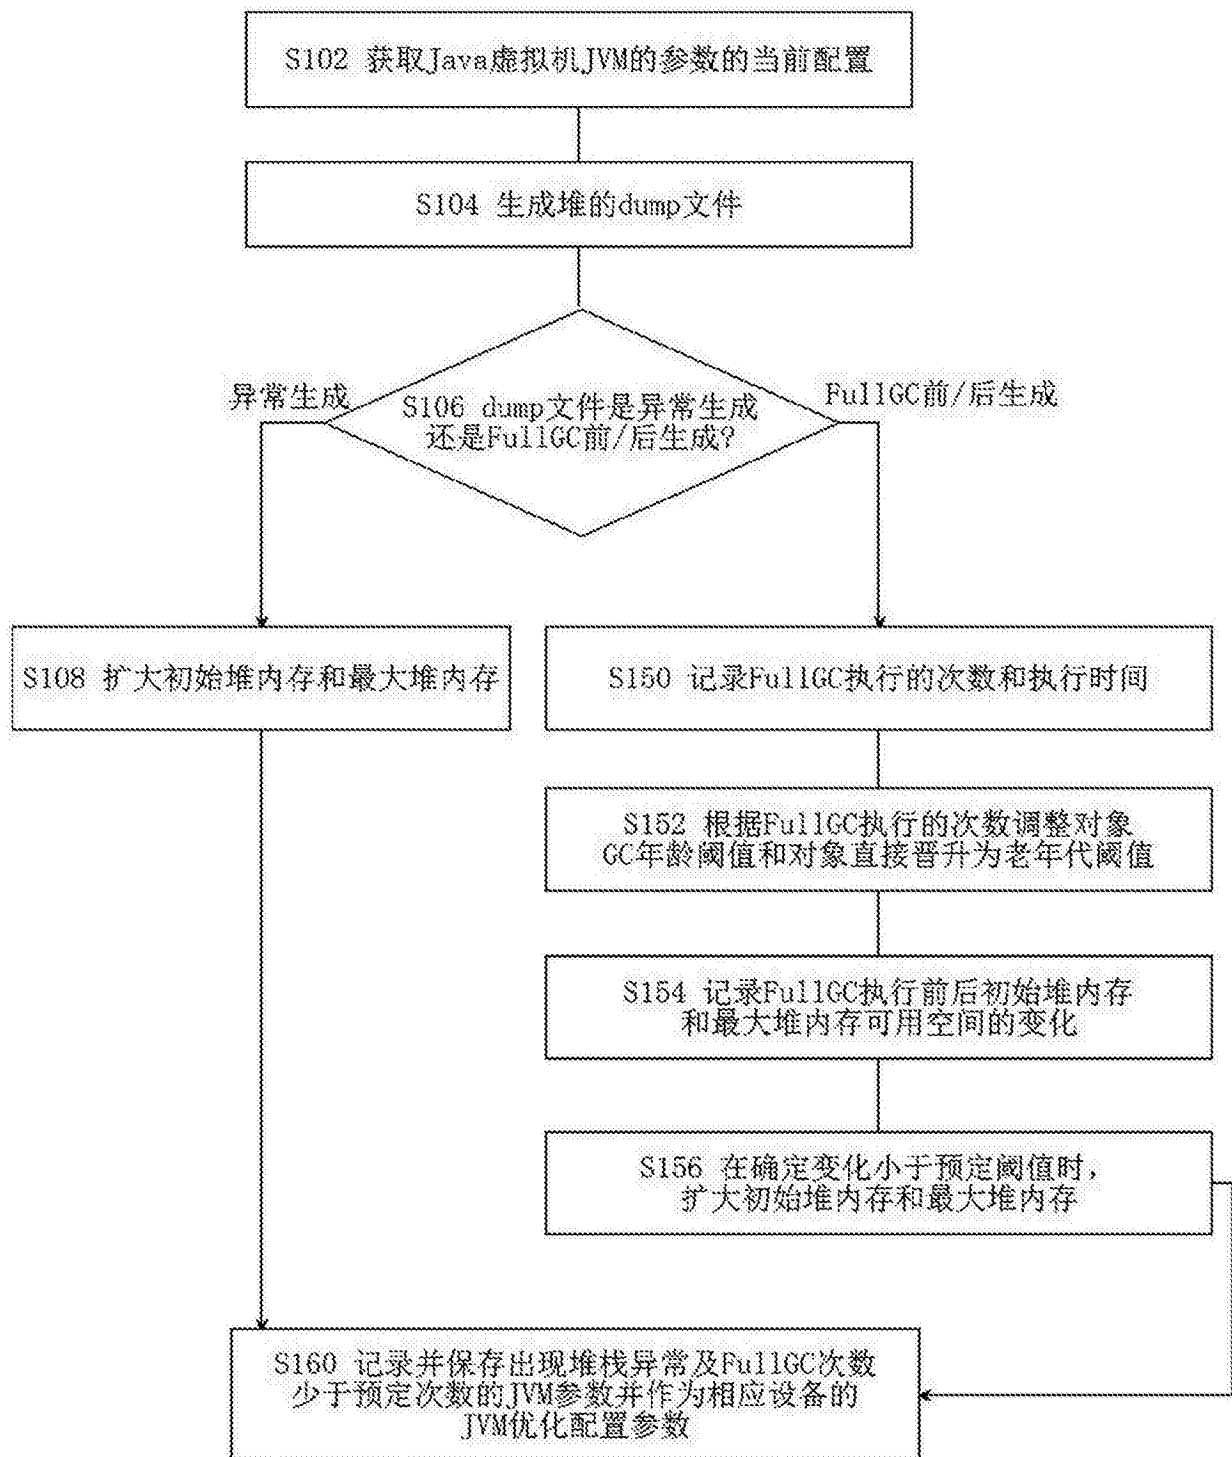 S102 获取Java虚拟机JVM的参数的当前配置
S104 生成堆的dump文件
异常生成
FullGC前/后生成
S106 dump文件是异常生成
还是FullGC前/后生成?
S108 扩大初始堆内存和最大堆内存
S150 记录FullGC执行的次数和执行时间
S152 根据FullGC执行的次数调整对象
GC年龄阈值和对象直接晋升为老年代阈值
S154 记录FullGC执行前后初始堆内存
和最大堆内存可用空间的变化
S156 在确定变化小于预定阈值时，
扩大初始堆内存和最大堆内存
S160 记录并保存出现堆栈异常及FullGC次数
少于预定次数的JVM参数并作为相应设备的
JVM优化配置参数